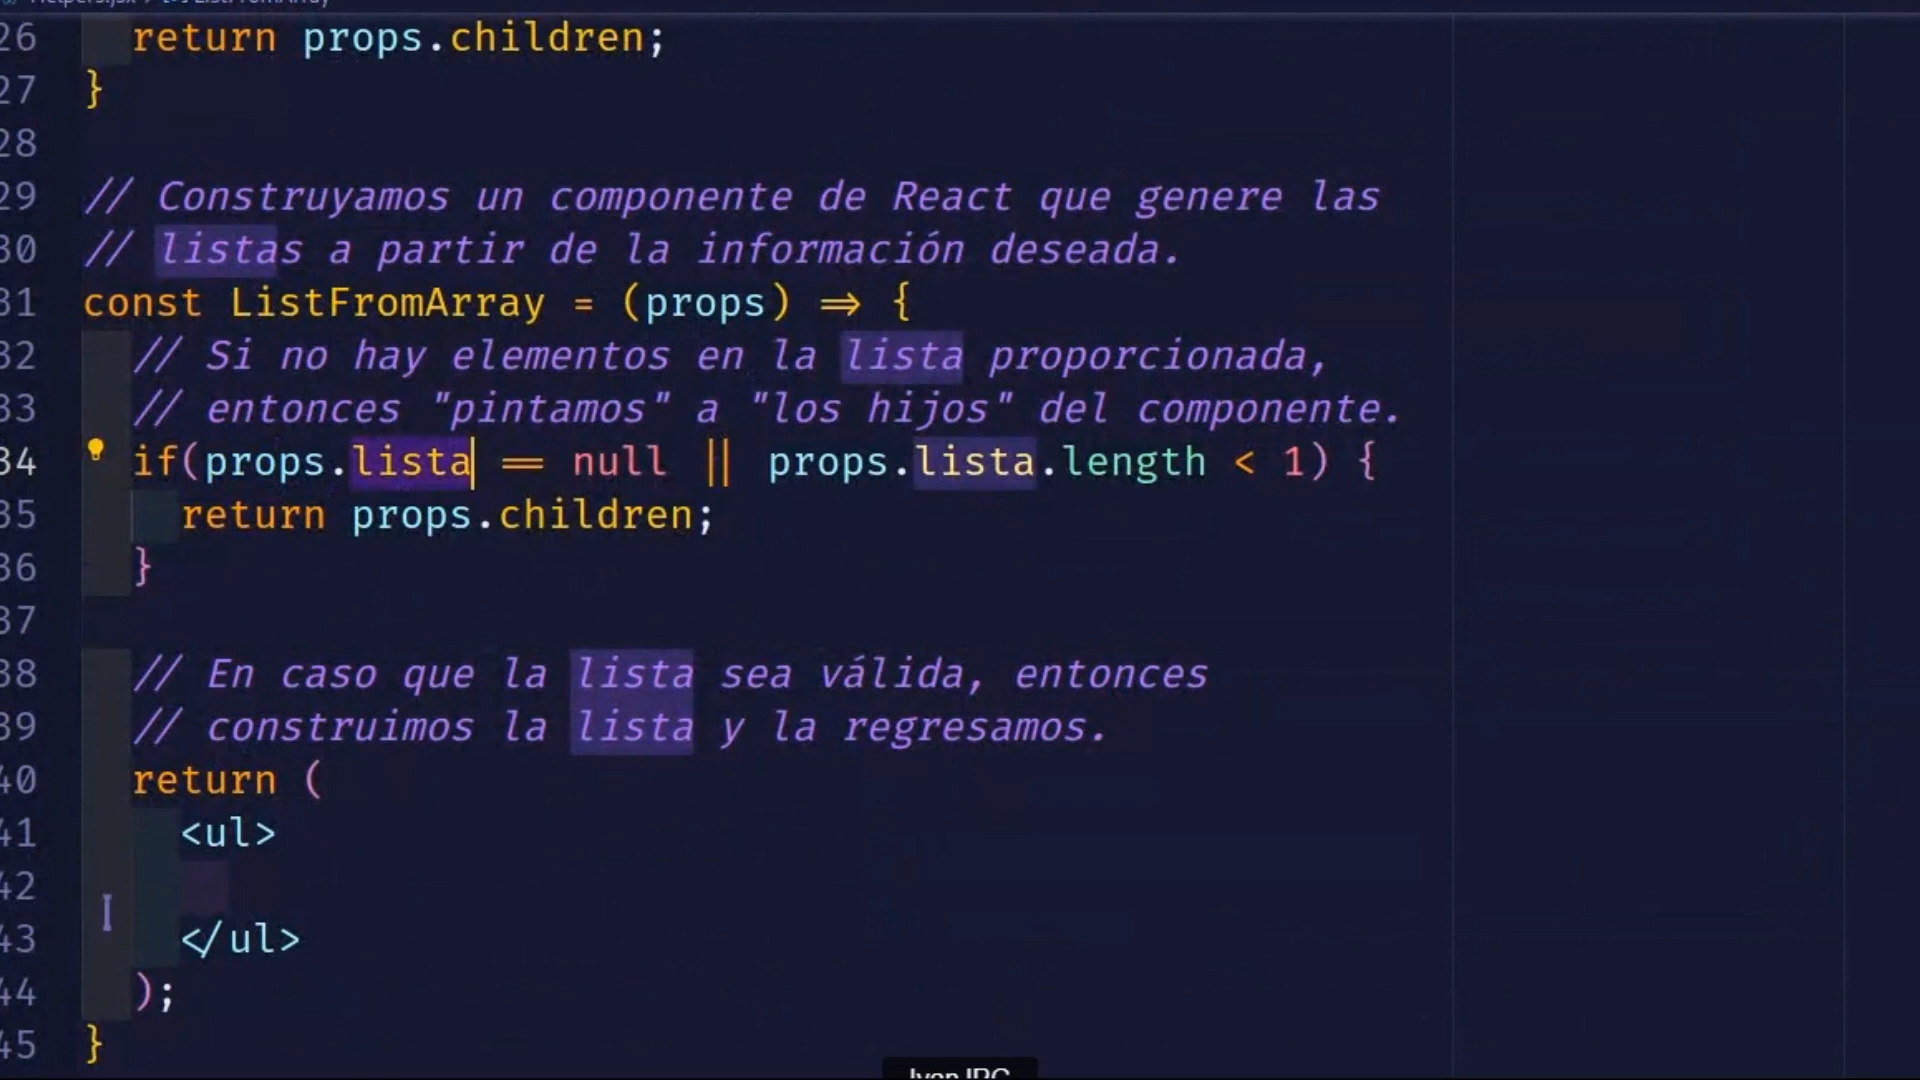 Helpers.jsx > ListFromArray
26 return props.children;
27 }
28
29 // Construyamos un componente de React que genere las
30 // listas a partir de la información deseada.
31 const ListFromArray = (props) => {
32 // Si no hay elementos en la lista proporcionada,
33 // entonces "pintamos" a "los hijos" del componente.
34 if(props.lista == null || props.lista.length < 1) {
35 return props.children;
36 }
37
38 // En caso que la lista sea válida, entonces
39 // construimos la lista y la regresamos.
40 return (
41 <ul>
42
43 </ul>
44 );
45 }